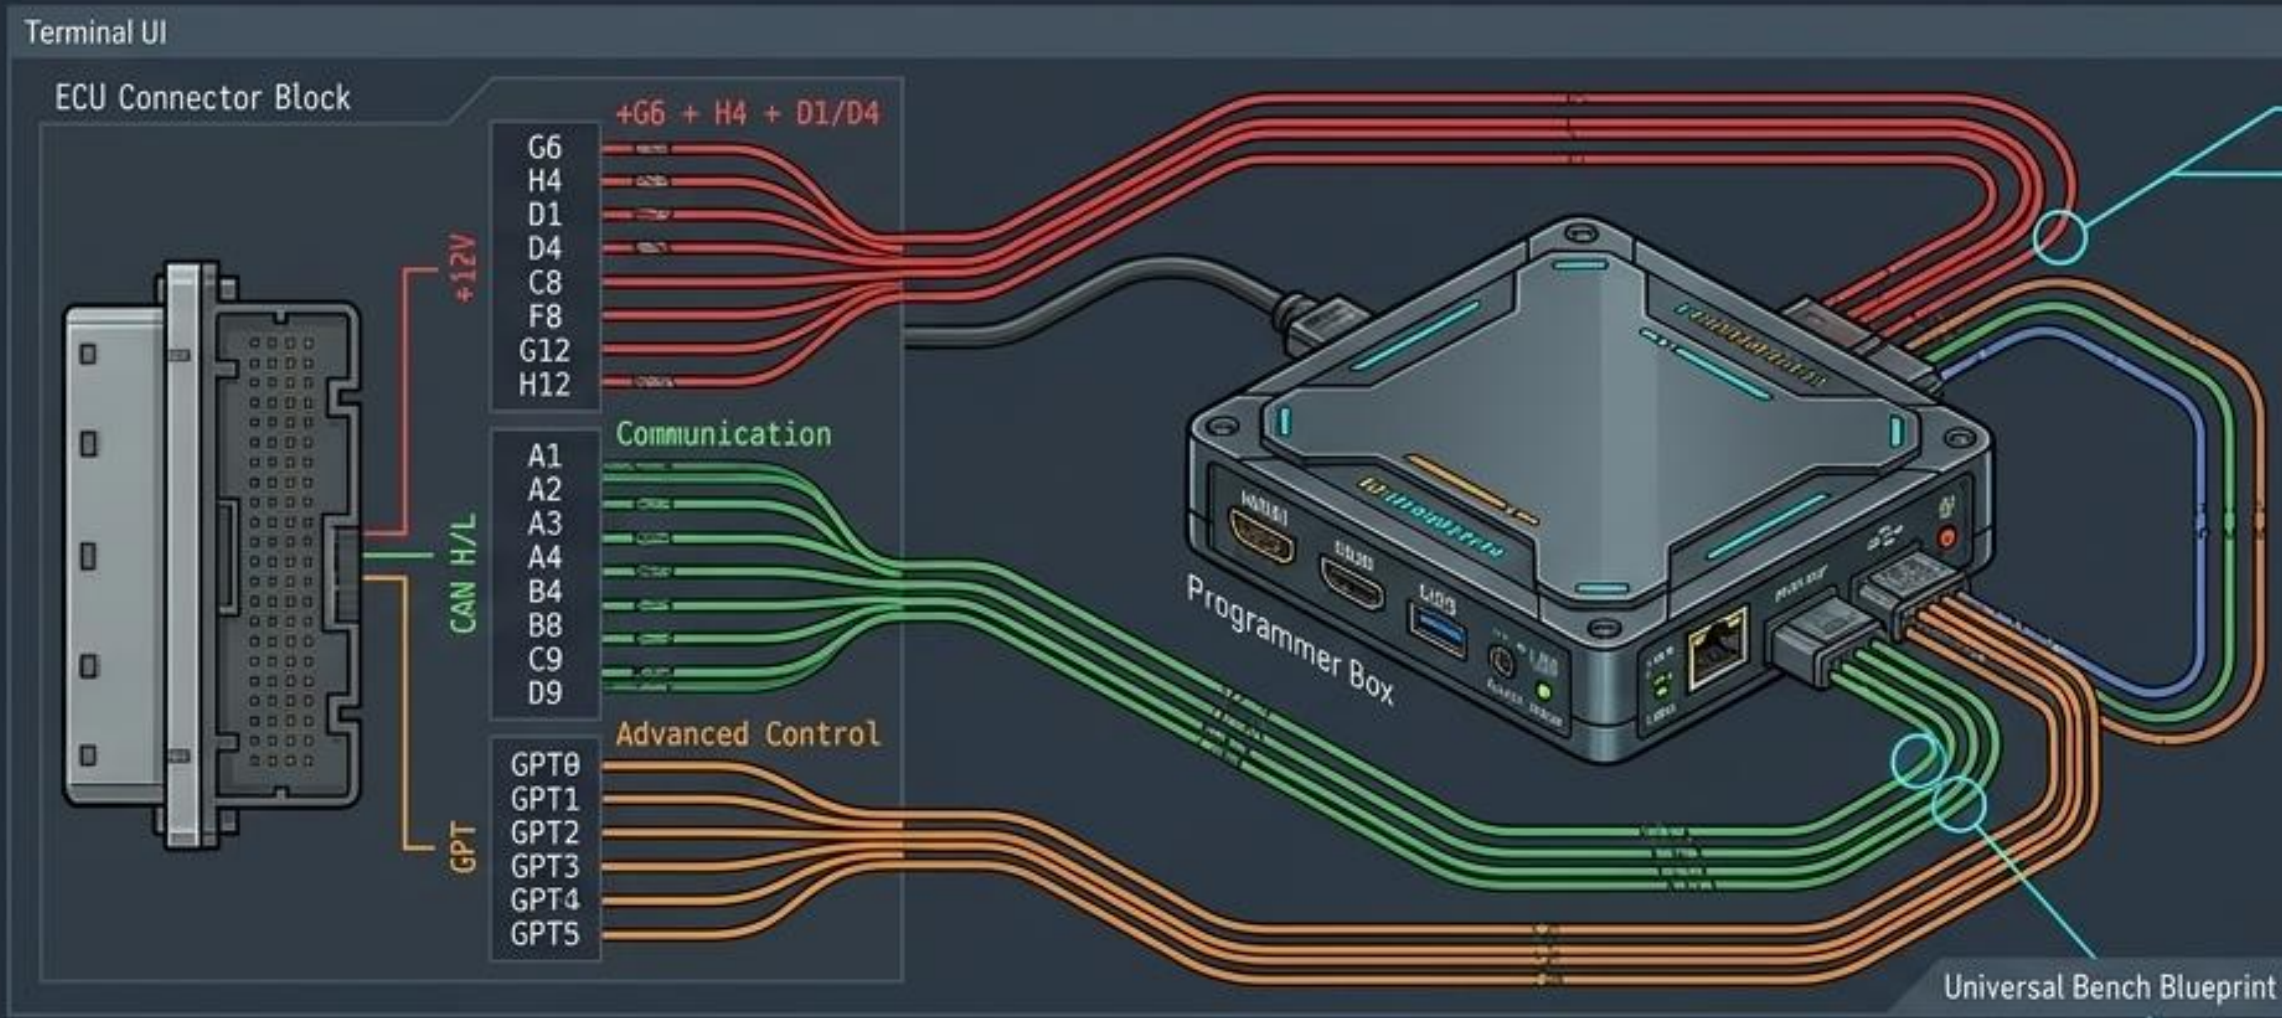 Terminal UI
ECU Connector Block
+G6 + H4 + D1/D4
+12V
G6
H4
D1
D4
C8
F8
G12
H12
Communication
CAN H/L
A1
A2
A3
A4
B4
B8
C9
D9
Advanced Control
GPT
GPT0
GPT1
GPT2
GPT3
GPT4
GPT5
Programmer Box
Universal Bench Blueprint